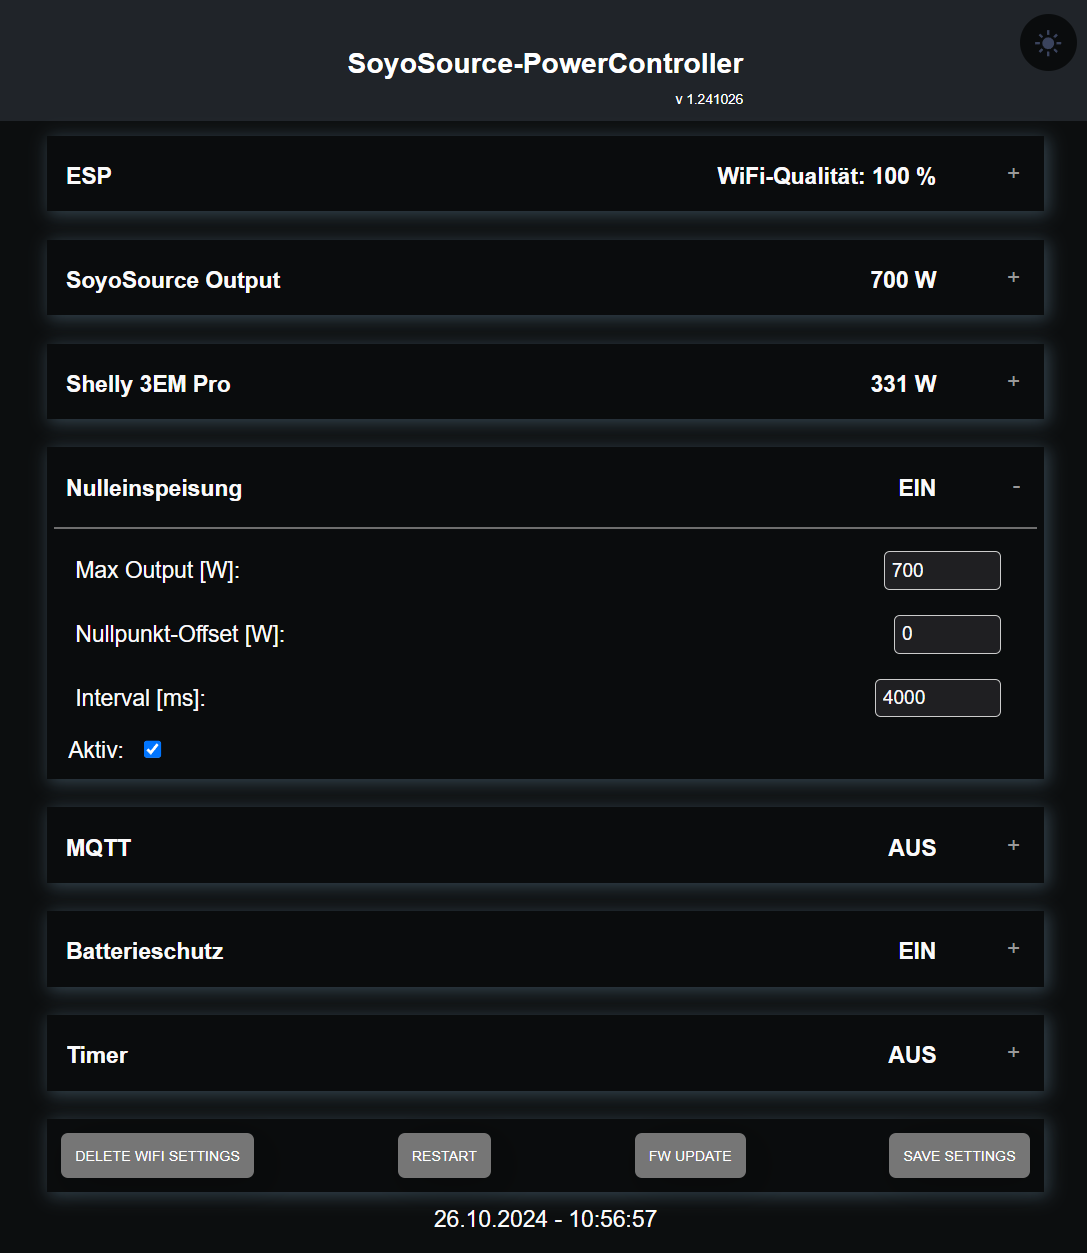 SoyoSource-PowerController
v 1.241026
ESP WiFi-Qualität: 100 % +
SoyoSource Output 700 W +
Shelly 3EM Pro 331 W +
Nulleinspeisung EIN -
Max Output [W]: 700
Nullpunkt-Offset [W]: 0
Interval [ms]: 4000
Aktiv:
MQTT AUS +
Batterieschutz EIN +
Timer AUS +
DELETE WIFI SETTINGS RESTART FW UPDATE SAVE SETTINGS
26.10.2024 - 10:56:57